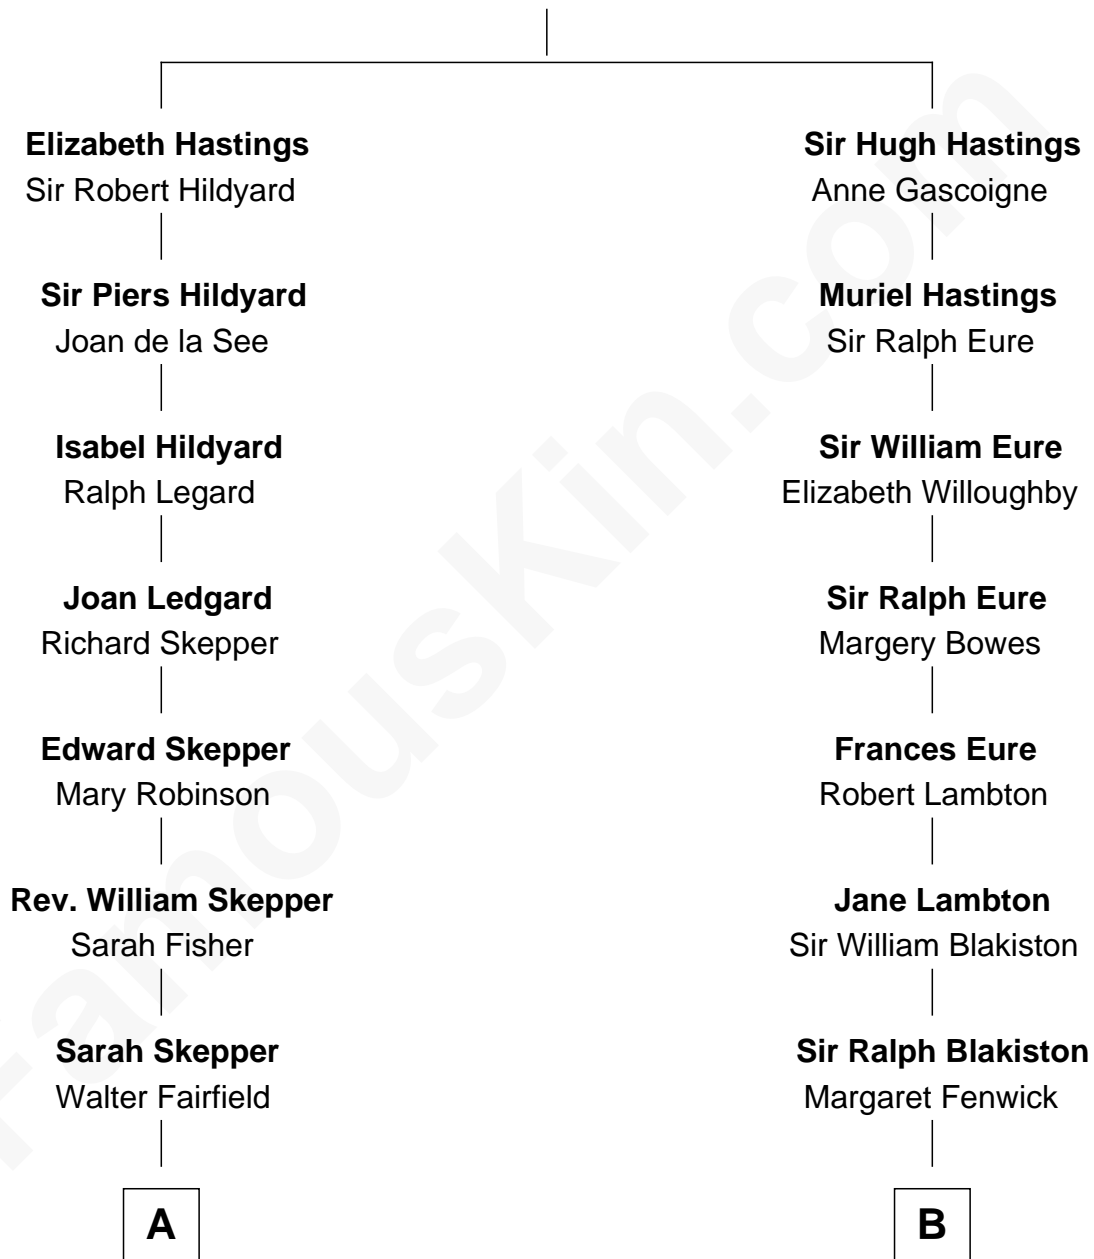 Elizabeth Hastings
Sir Robert Hildyard
Sir Piers Hildyard
Joan de la See
Isabel Hildyard
Ralph Legard
Joan Ledgard
Richard Skepper
Edward Skepper
Mary Robinson
Rev. William Skepper
Sarah Fisher
Sarah Skepper
Walter Fairfield
A
Sir Hugh Hastings
Anne Gascoigne
Muriel Hastings
Sir Ralph Eure
Sir William Eure
Elizabeth Willoughby
Sir Ralph Eure
Margery Bowes
Frances Eure
Robert Lambton
Jane Lambton
Sir William Blakiston
Sir Ralph Blakiston
Margaret Fenwick
B
FamousKin.com